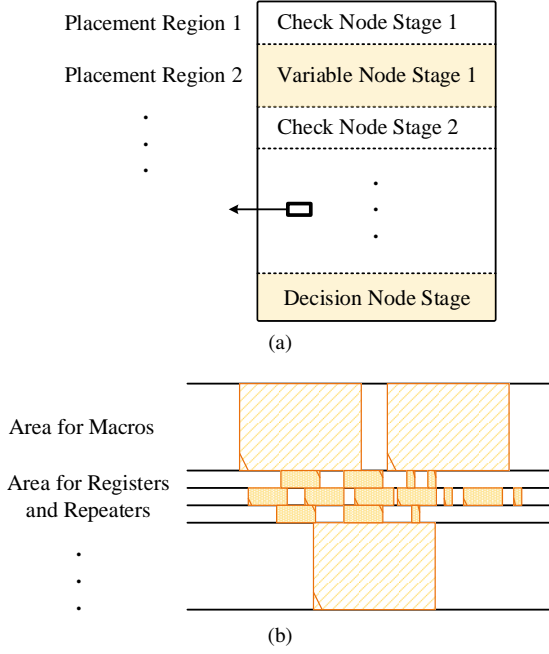 Placement Region 1
Check Node Stage 1
Placement Region 2
Variable Node Stage 1
Check Node Stage 2
Decision Node Stage
(a)
Area for Macros
Area for Registers
and Repeaters
(b)